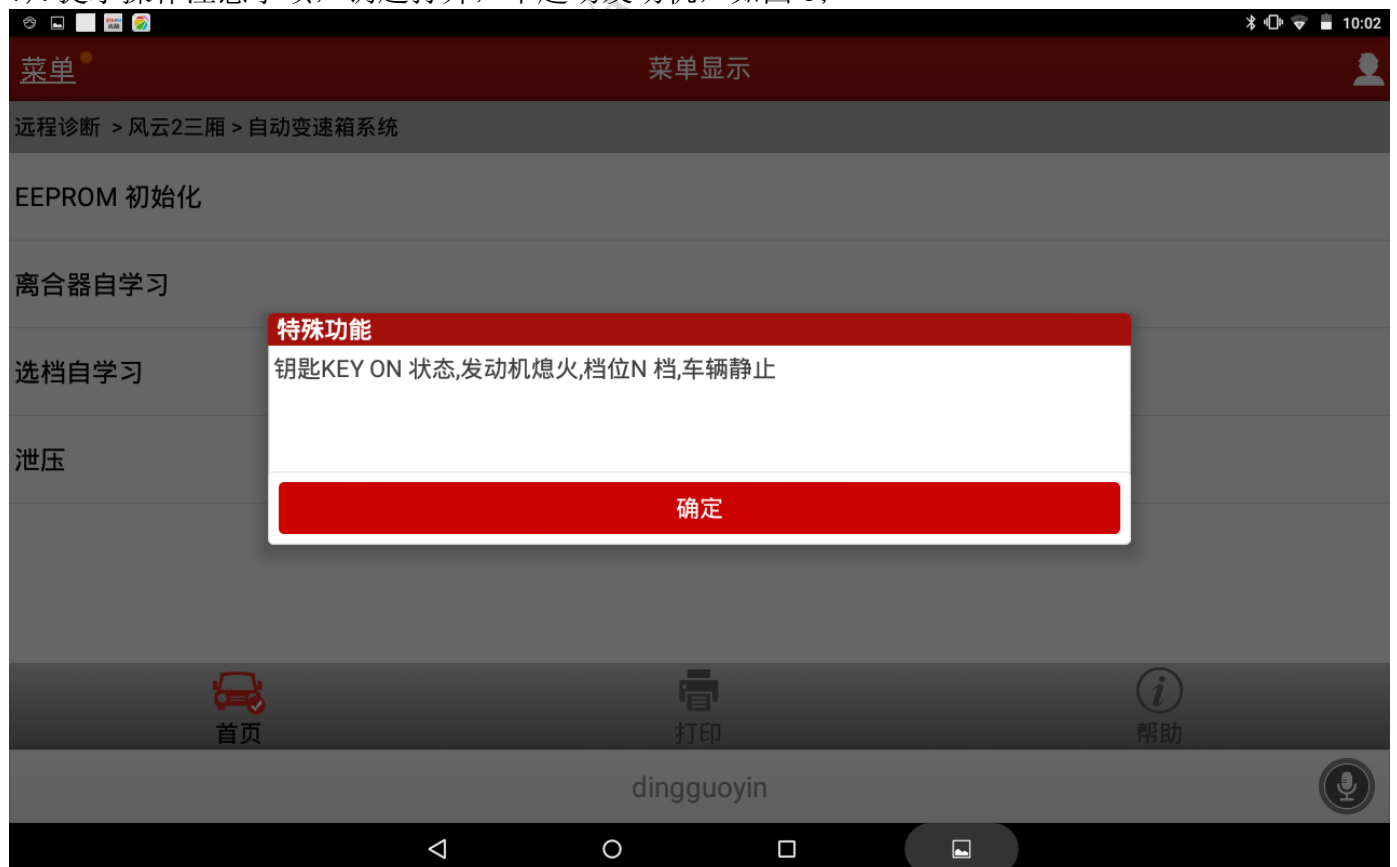 10:02
菜单
菜单显示
远程诊断 > 风云2三厢 > 自动变速箱系统
EEPROM 初始化
离合器自学习
选档自学习
泄压
特殊功能
钥匙KEY ON 状态,发动机熄火,档位N 档,车辆静止
确定
首页
打印
帮助
dingguoyin